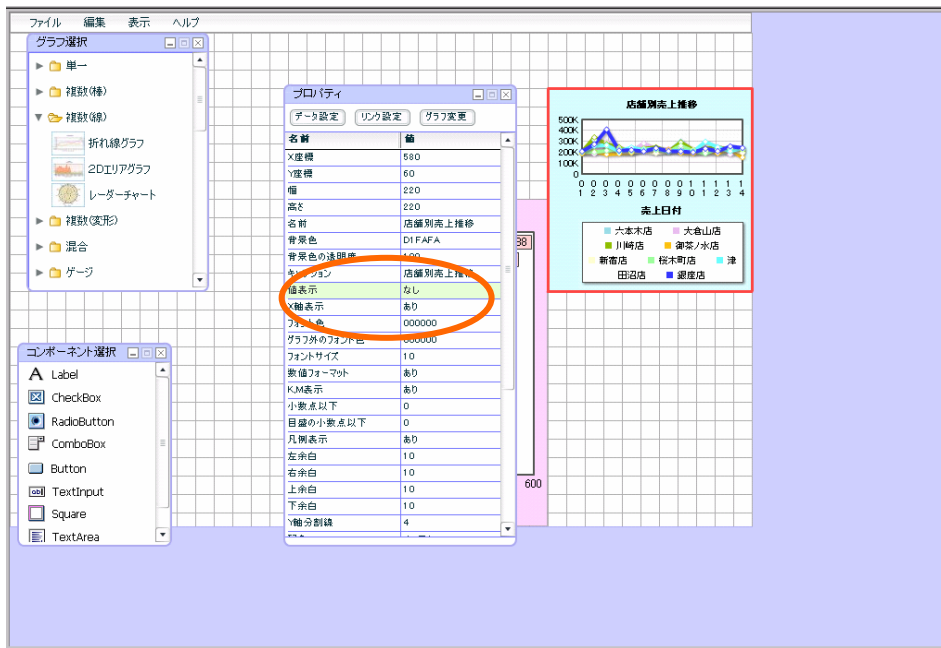 ファイル 編集 表示 ヘルプ
グラフ選択
単一
複数(棒)
複数(線)
折れ線グラフ
2Dエリアグラフ
レーダーチャート
複数(変形)
混合
ゲージ
コンポーネント選択
Label
CheckBox
RadioButton
ComboBox
Button
TextInput
Square
TextArea
プロパティ
データ設定 リンク設定 グラフ変更
名前 値
X座標 580
Y座標 60
幅 220
高さ 220
名前 店舗別売上推移
背景色 D1FAFA
背景色の透明度 100
店舗別売上推移
値表示 なし
X軸表示 あり
フォント色 000000
グラフ外のフォント色 000000
フォントサイズ 10
数値フォーマット あり
K,M表示 あり
小数点以下 0
目盛の小数点以下 0
凡例表示 あり
左余白 10
右余白 10
上余白 10
下余白 10
Y軸分割線 4
600
店舗別売上推移
500K
400K
300K
200K
100K
0
0 0 0 0 0 0 0 0 0 1 1 1 1 1
1 2 3 4 5 6 7 8 9 0 1 2 3 4
売上日付
六本木店 大倉山店
川崎店 御茶ノ水店
新宿店 桜木町店 津
田沼店 銀座店